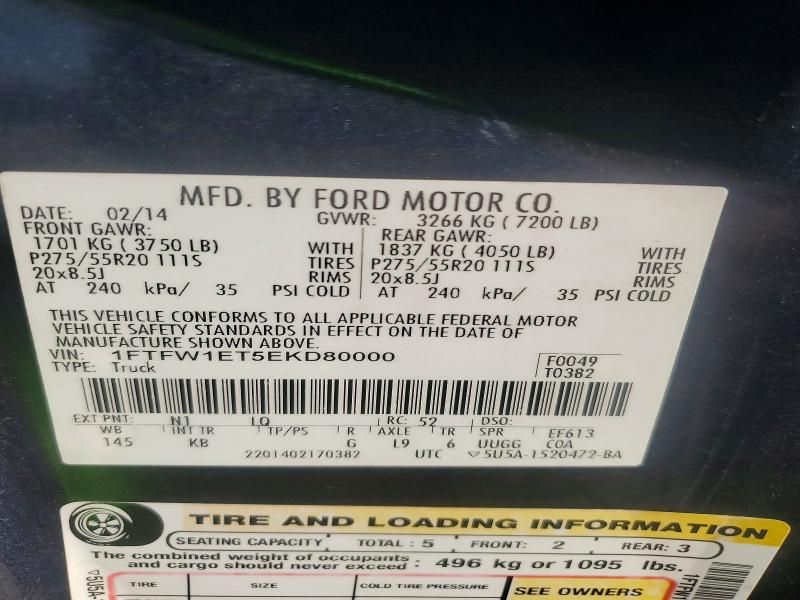 MFD. BY FORD MOTOR CO.
DATE: 02/14 GVWR: 3266 KG ( 7200 LB)
FRONT GAWR: REAR GAWR:
1701 KG ( 3750 LB) WITH 1837 KG ( 4050 LB) WITH
P275/55R20 111S TIRES P275/55R20 111S TIRES
20x8.5J RIMS 20x8.5J RIMS
AT 240 kPa/ 35 PSI COLD AT 240 kPa/ 35 PSI COLD
THIS VEHICLE CONFORMS TO ALL APPLICABLE FEDERAL MOTOR
VEHICLE SAFETY STANDARDS IN EFFECT ON THE DATE OF
MANUFACTURE SHOWN ABOVE.
VIN: 1FTFW1ET5EKD80000 F0049
TYPE: Truck T0382
EXT PNT: N1 LQ RC: 52 DSO:
WB INT TR TP/PS R AXLE TR SPR EF613
145 KB G L9 6 UUGG COA
2201402170382 UTC ▽5U5A-1520472-BA
TIRE AND LOADING INFORMATION
SEATING CAPACITY TOTAL : 5 FRONT: 2 REAR: 3
The combined weight of occupants
and cargo should never exceed : 496 kg or 1095 lbs.
TIRE SIZE COLD TIRE PRESSURE SEE OWNERS